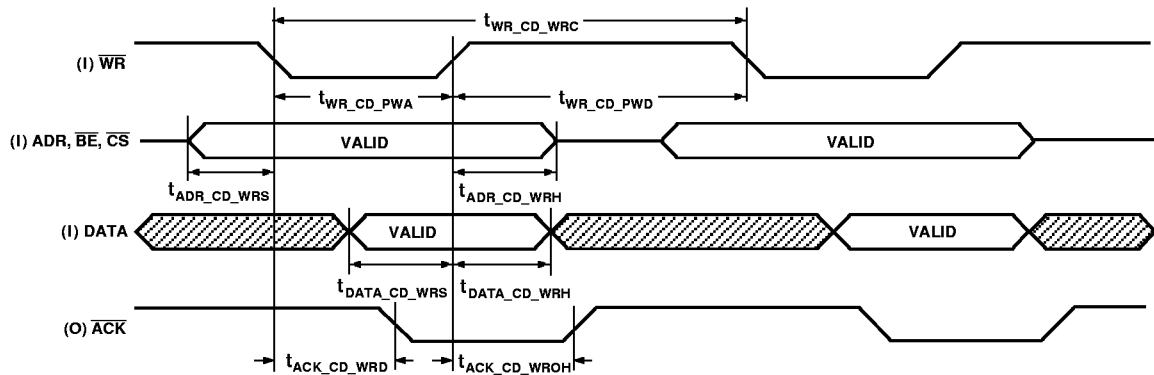 tWR_CD_WRC
(I) WR
tWR_CD_PWA
tWR_CD_PWD
(I) ADR, BE, CS
VALID
VALID
tADR_CD_WRS
tADR_CD_WRH
(I) DATA
VALID
VALID
tDATA_CD_WRS
tDATA_CD_WRH
(O) ACK
tACK_CD_WRD
tACK_CD_WROH